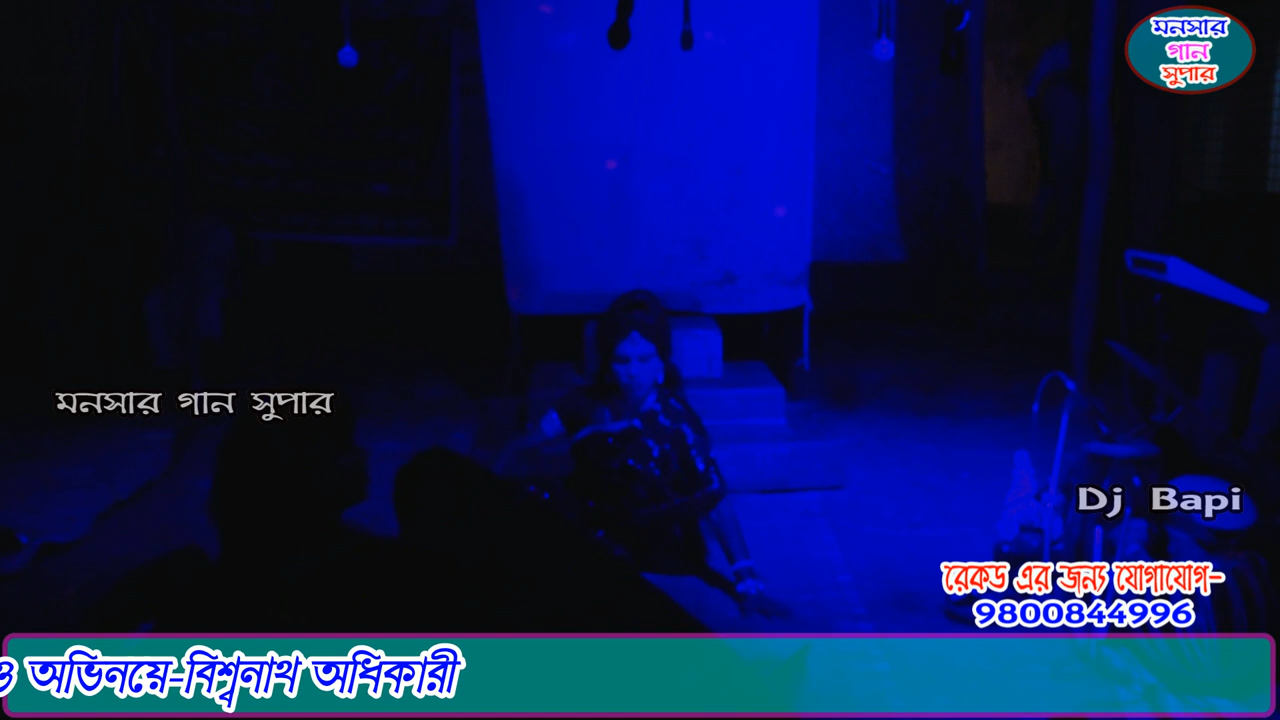 মনসার
গান
সুপার
মনসার গান সুপার
Dj Bapi
রেকড এর জন্য যোগাযোগ-
9800844996
ও অভিনয়ে-বিশ্বনাথ অধিকারী